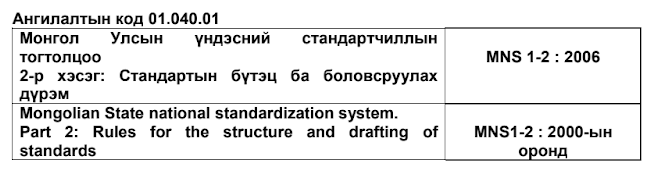 Ангилалтын код 01.040.01
Монгол Улсын үндэсний стандартчиллын
тогтолцоо
2-р хэсэг: Стандартын бүтэц ба боловсруулах
дүрэм
MNS 1-2 : 2006
Mongolian State national standardization system.
Part 2: Rules for the structure and drafting of
standards
MNS1-2 : 2000-ын
оронд